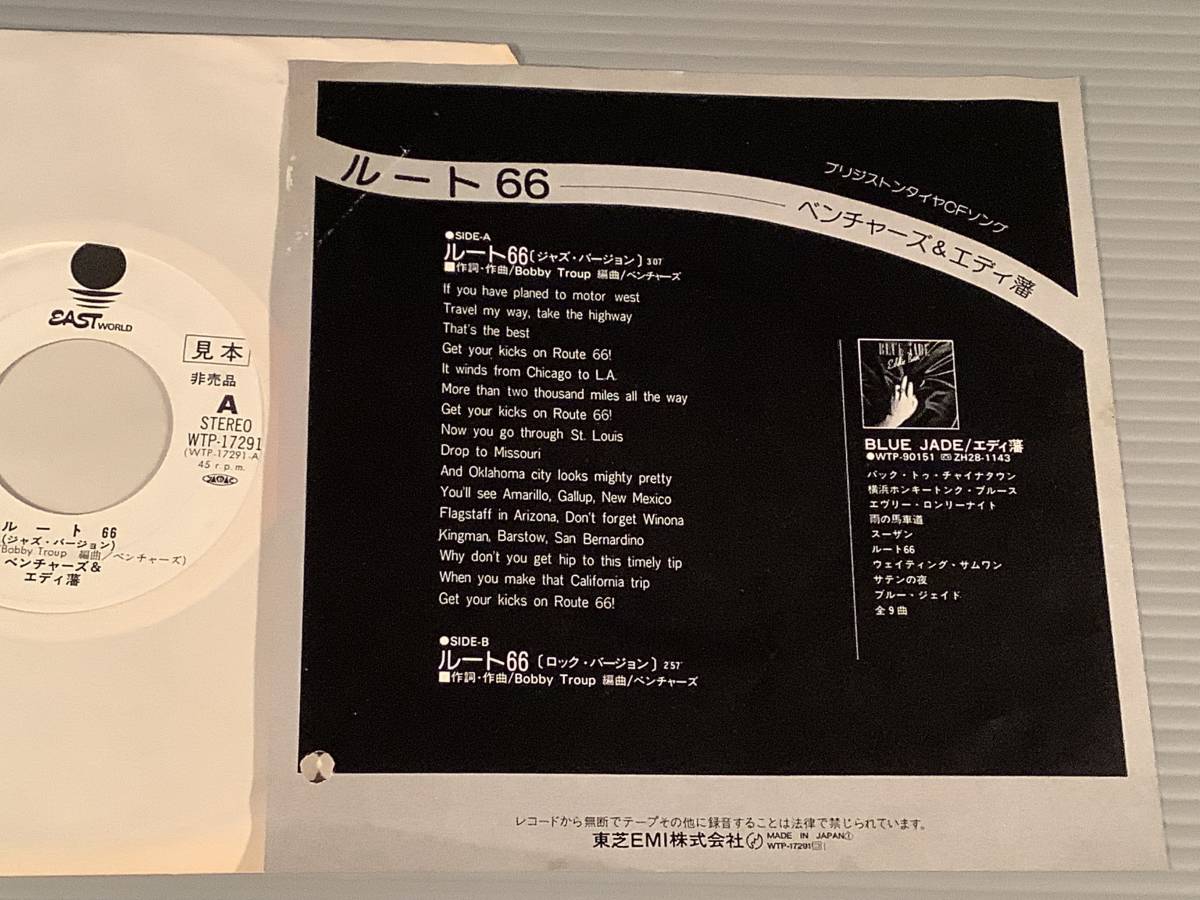 EAST WORLD
見本
非売品
A
STEREO
WTP-17291
(WTP-17291-A
45 r.p.m.
ルート 66
(ジャズ・バージョン)
Bobby Troup 編曲/ベンチャーズ)
ベンチャーズ&
エディ藩
ルート 66
ブリジストンタイヤCFソング
ベンチャーズ&エディ藩
●SIDE-A
ルート66〔ジャズ・バージョン〕3'07"
■作詞・作曲/Bobby Troup 編曲/ベンチャーズ
If you have planed to motor west
Travel my way, take the highway
That's the best
Get your kicks on Route 66!
It winds from Chicago to L.A.
More than two thousand miles all the way
Get your kicks on Route 66!
Now you go through St. Louis
Drop to Missouri
And Oklahoma city looks mighty pretty
You'll see Amarillo, Gallup, New Mexico
Flagstaff in Arizona, Don't forget Winona
Kingman, Barstow, San Bernardino
Why don't you get hip to this timely tip
When you make that California trip
Get your kicks on Route 66!
●SIDE-B
ルート66〔ロック・バージョン〕2'57"
■作詞・作曲/Bobby Troup 編曲/ベンチャーズ
BLUE JADE
BLUE JADE/エディ藩
●WTP-90151 ZH28-1143
バック・トゥ・チャイナタウン
横浜ホンキートンク・ブルース
エヴリー・ロンリーナイト
雨の馬車道
スーザン
ルート66
ウェイティング・サムワン
サテンの夜
ブルー・ジェイド
全9曲
レコードから無断でテープその他に録音することは法律で禁じられています。
東芝EMI株式会社 MADE IN JAPAN①
WTP-17291